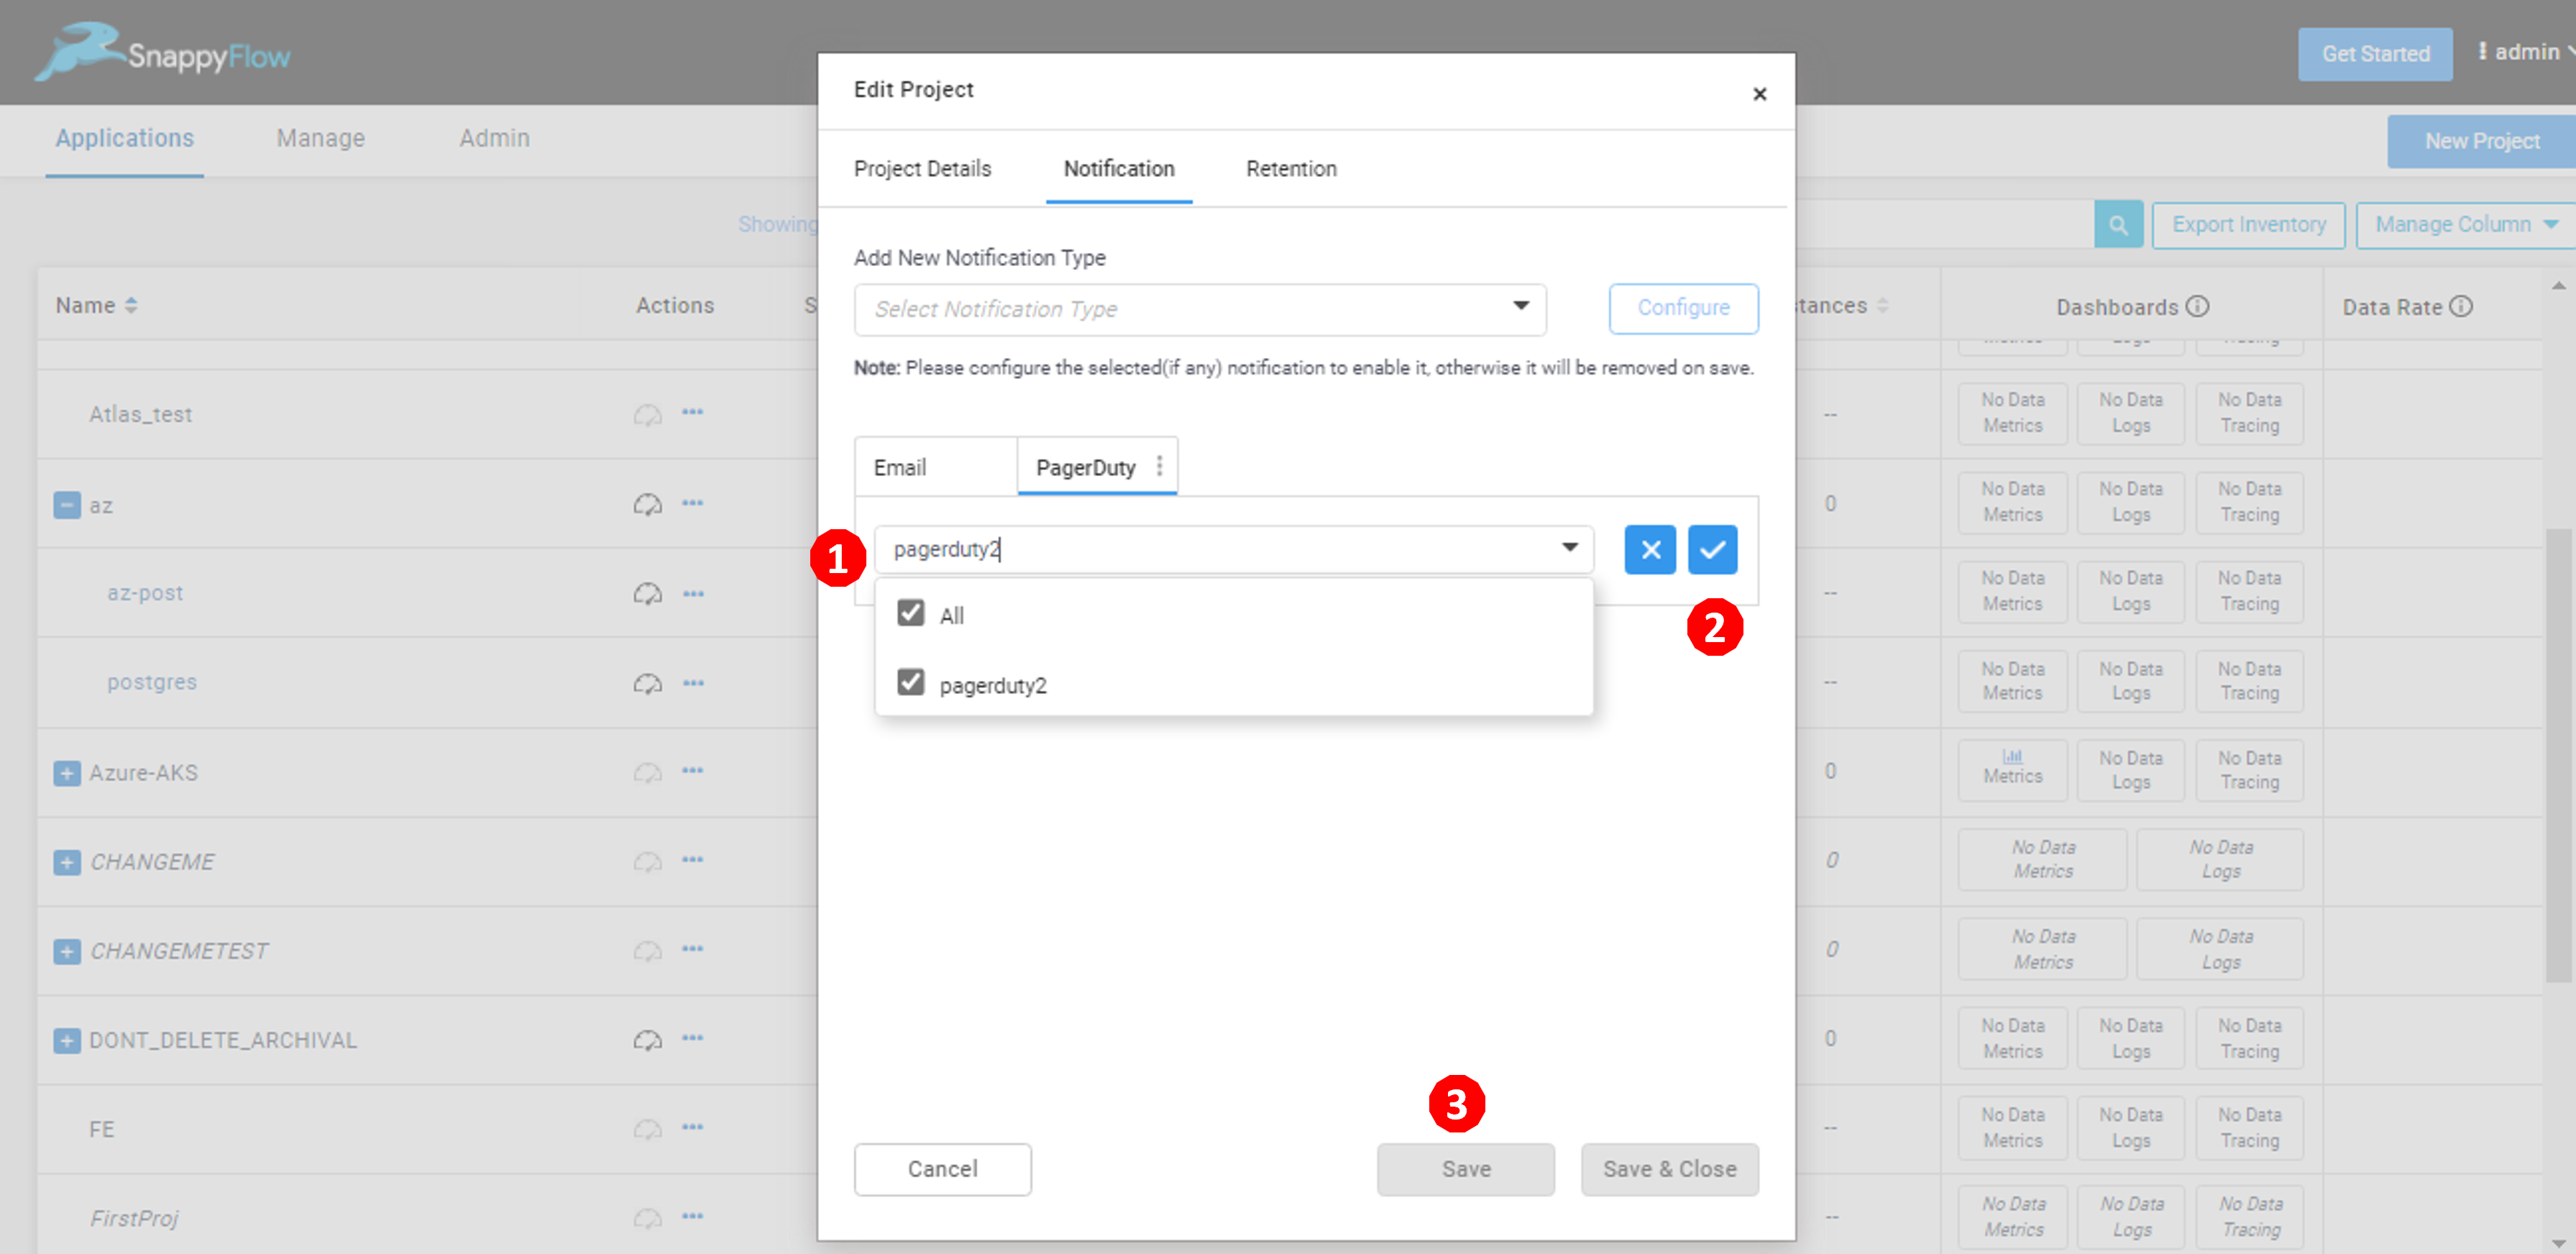 SnappyFlow
Get Started
admin
Applications
Manage
Admin
New Project
Showing
Export Inventory
Manage Column
Edit Project
×
Project Details
Notification
Retention
Add New Notification Type
Select Notification Type
Configure
Note: Please configure the selected(if any) notification to enable it, otherwise it will be removed on save.
Email
PagerDuty
1
pagerduty2
2
All
pagerduty2
3
Cancel
Save
Save & Close
Name
Actions
S
tances
Dashboards
Data Rate
Atlas_test
--
No Data Metrics
No Data Logs
No Data Tracing
az
0
No Data Metrics
No Data Logs
No Data Tracing
az-post
--
No Data Metrics
No Data Logs
No Data Tracing
postgres
--
No Data Metrics
No Data Logs
No Data Tracing
Azure-AKS
0
Metrics
No Data Logs
No Data Tracing
CHANGEME
0
No Data Metrics
No Data Logs
CHANGEMETEST
0
No Data Metrics
No Data Logs
DONT_DELETE_ARCHIVAL
0
No Data Metrics
No Data Logs
No Data Tracing
FE
--
No Data Metrics
No Data Logs
No Data Tracing
FirstProj
--
No Data Metrics
No Data Logs
No Data Tracing